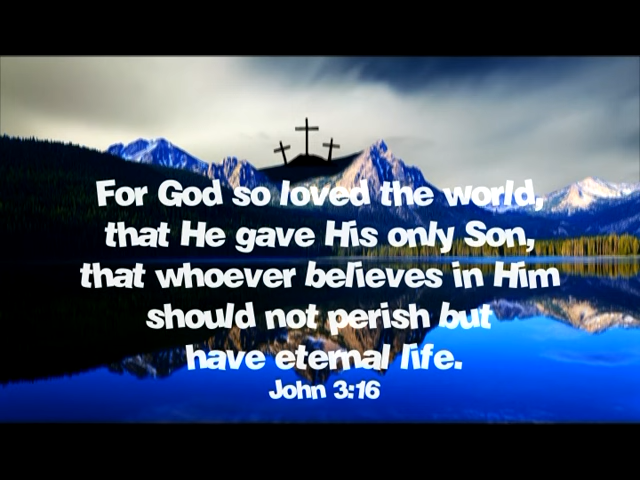 For God so loved the world,
that He gave His only Son,
that whoever believes in Him
should not perish but
have eternal life.
John 3:16